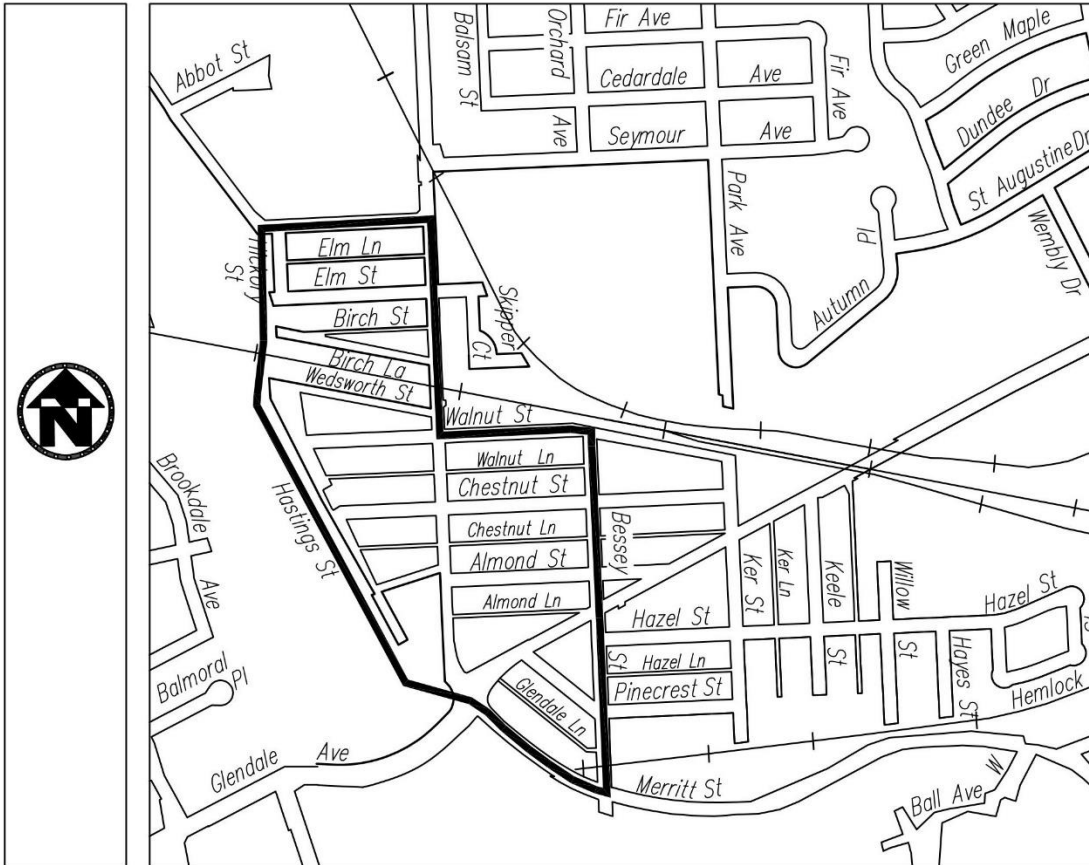 Abbot St
Balsam St
Orchard Ave
Fir Ave
Cedardale Ave
Seymour Ave
Fir Ave
Green Maple
Dundee Dr
St Augustine Dr
Wembly Dr
Park Ave
Autumn Pl
Hickory St
Elm Ln
Elm St
Birch St
Birch La
Wedsworth St
Skipper Ct
Walnut St
Walnut Ln
Chestnut St
Chestnut Ln
Almond St
Almond Ln
Hastings St
Bessey St
Hazel St
Hazel Ln
Pinecrest St
Glendale Ln
Ker St
Ker Ln
Keele St
Willow St
Hayes St
Hazel St
Hemlock
Brookdale Ave
Balmoral Pl
Glendale Ave
Merritt St
Ball Ave W
N